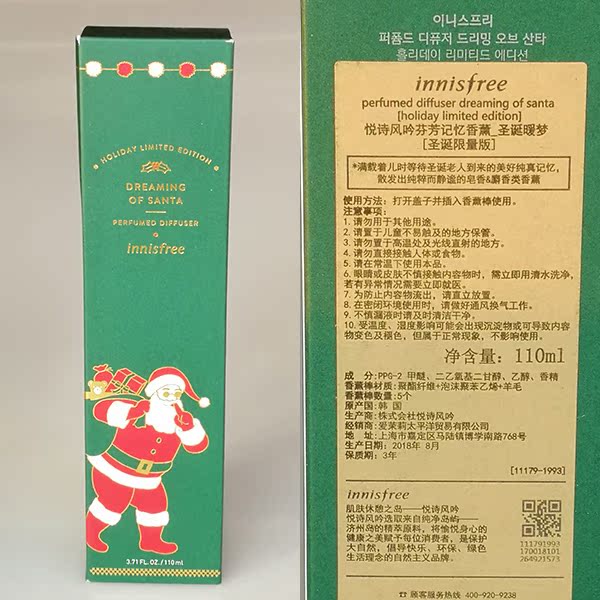 HOLIDAY LIMITED EDITION
DREAMING
OF SANTA
PERFUMED DIFFUSER
innisfree
3.71 FL. OZ. / 110 ml
이니스프리
퍼퓸드 디퓨저 드리밍 오브 산타
홀리데이 리미티드 에디션
innisfree
perfumed diffuser dreaming of santa
[holiday limited edition]
悦诗风吟芬芳记忆香薰_圣诞暖梦
[圣诞限量版]
*满载着儿时等待圣诞老人到来的美好纯真记忆，
散发出纯粹而静谧的皂香&麝香类香薰
使用方法：打开盖子并插入香薰棒使用。
注意事项：
1. 请勿用于其他用途。
2. 请置于儿童不易触及的地方保管。
3. 请勿置于高温处及光线直射的地方。
4. 请勿直接接触人体或食物。
5. 请在常温下使用本品。
6. 眼睛或皮肤不慎接触内容物时，需立即用清水洗净，
若有异常情况需要立即就医。
7. 为防止内容物流出，请直立放置。
8. 在密闭环境使用时，请做好通风换气工作。
9. 不慎漏液时请及时清洁干净。
10. 受温度、湿度影响可能会出现沉淀物或可导致内容
物变色及褪色，但属于正常现象，不影响使用。
净含量：110ml
成 分：PPG-2 甲醚、二乙氧基二甘醇、乙醇、香精
香薰棒材质：聚酯纤维+泡沫聚苯乙烯+羊毛
香薰棒数量：5个
原产国：韩 国
生产商：株式会社悦诗风吟
经销商：爱茉莉太平洋贸易有限公司
地 址：上海市嘉定区马陆镇博学南路768号
生产日期：2018年 8月
保质期：3年
[11179-1993]
innisfree
肌肤休憩之岛——悦诗风吟
悦诗风吟选取来自纯净岛屿——
济州岛的精萃原料，将愉悦身心的
健康之美赋予每位消费者，是保护
大自然，倡导快乐、环保、绿色
生活理念的自然主义品牌。
111791993
170018101
264921573
顾客服务热线 400-920-9238